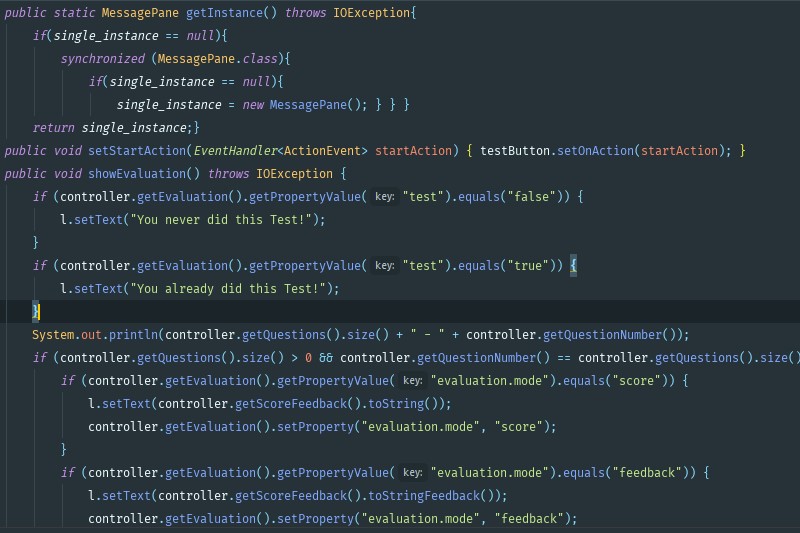 public static MessagePane getInstance() throws IOException{
if(single_instance == null){
synchronized (MessagePane.class){
if(single_instance == null){
single_instance = new MessagePane(); } } }
return single_instance;}
public void setStartAction(EventHandler<ActionEvent> startAction) { testButton.setOnAction(startAction); }
public void showEvaluation() throws IOException {
if (controller.getEvaluation().getPropertyValue( key: "test").equals("false")) {
l.setText("You never did this Test!");
}
if (controller.getEvaluation().getPropertyValue( key: "test").equals("true")) {
l.setText("You already did this Test!");
}
System.out.println(controller.getQuestions().size() + " - " + controller.getQuestionNumber());
if (controller.getQuestions().size() > 0 && controller.getQuestionNumber() == controller.getQuestions().size()
if (controller.getEvaluation().getPropertyValue( key: "evaluation.mode").equals("score")) {
l.setText(controller.getScoreFeedback().toString());
controller.getEvaluation().setProperty("evaluation.mode", "score");
}
if (controller.getEvaluation().getPropertyValue( key: "evaluation.mode").equals("feedback")) {
l.setText(controller.getScoreFeedback().toStringFeedback());
controller.getEvaluation().setProperty("evaluation.mode", "feedback");